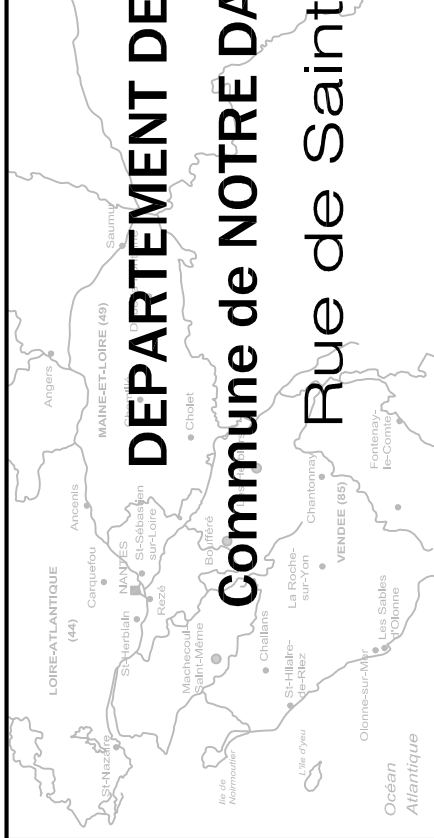 DEPARTEMENT DE
Commune de NOTRE DA
Rue de Saint
LOIRE-ATLANTIQUE
(44)
MAINE-ET-LOIRE (49)
VENDEE (85)
Angers
Saumu
Cholet
Ancenis
Carquefou
NANTES
St-Sébastien
sur-Loire
Rezé
St-Herblain
St-Nazaire
Machecoul
Saint-Même
Boufféré
Challans
St-Hilaire-
de-Riez
La Roche-
sur-Yon
Chantonnay
Fontenay-
le-Comte
Olonne-sur-Mer
Les Sables
d'Olonne
Ile de
Noirmoutier
L'île d'yeu
Océan
Atlantique